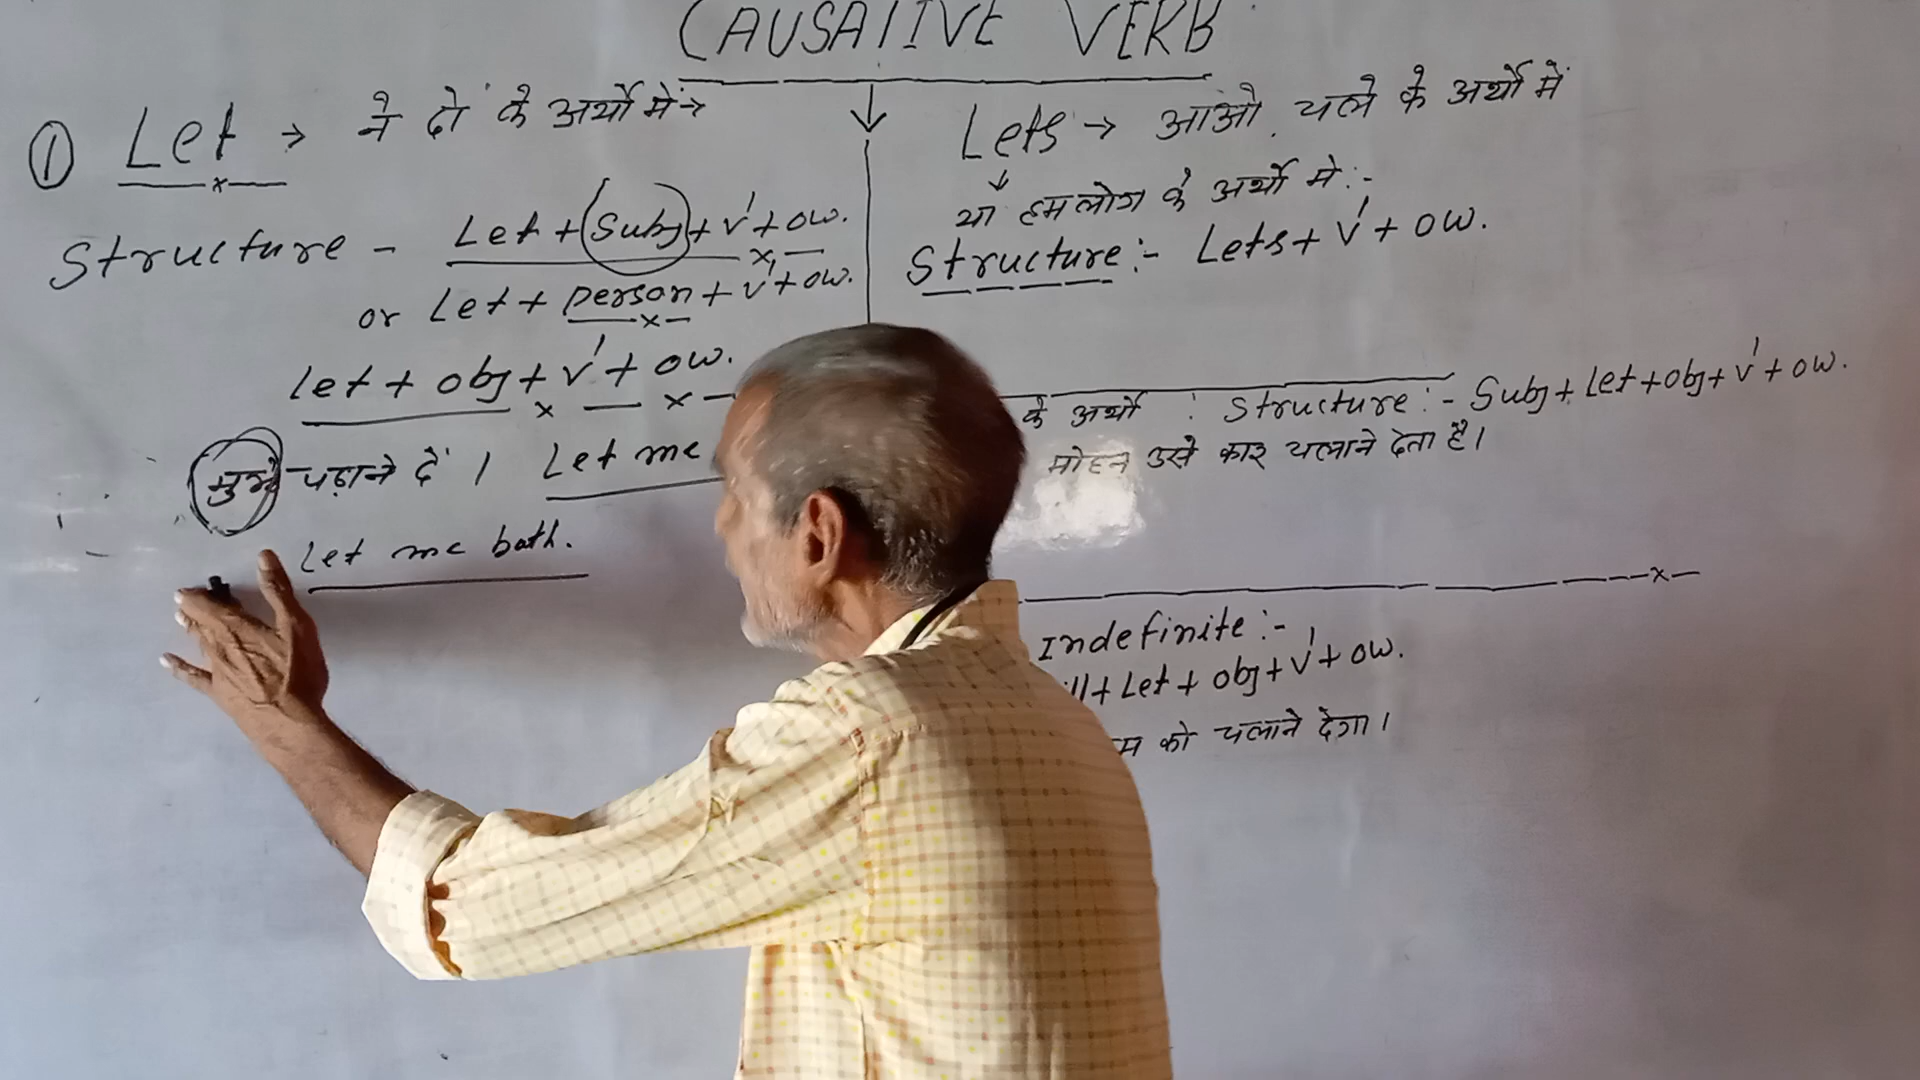 CAUSATIVE VERB
① Let → ने दो के अर्थो में →
Structure - Let + (Subj) + V¹ + ow.
or Let + person + V¹ + ow.
Let + obj + V¹ + ow.
मुझे पढ़ाने दें । Let me
Let me bath.
Lets → आओ चले के अर्थो में
या हमलोग के अर्थो में :-
Structure :- Lets + V¹ + ow.
के अर्थो : Structure :- Subj + Let + obj + V¹ + ow.
मोहन उसे कार चलाने देता है।
Indefinite :-
ill + Let + obj + V¹ + ow.
को चलाने देगा ।